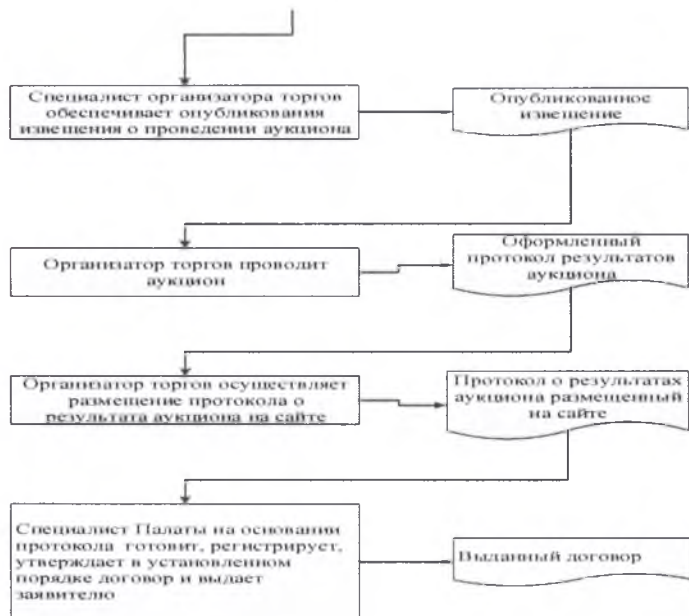 Специалист организатора торгов
обеспечивает опубликования
извещения о проведении аукциона
Опубликованное
извещение
Организатор торгов проводит
аукцион
Оформленный
протокол результатов
аукциона
Организатор торгов осуществляет
размещение протокола о
результата аукциона на сайте
Протокол о результатах
аукциона размещенный
на сайте
Специалист Палаты на основании
протокола готовит, регистрирует,
утверждает в установленном
порядке договор и выдает
заявителю
Выданный договор